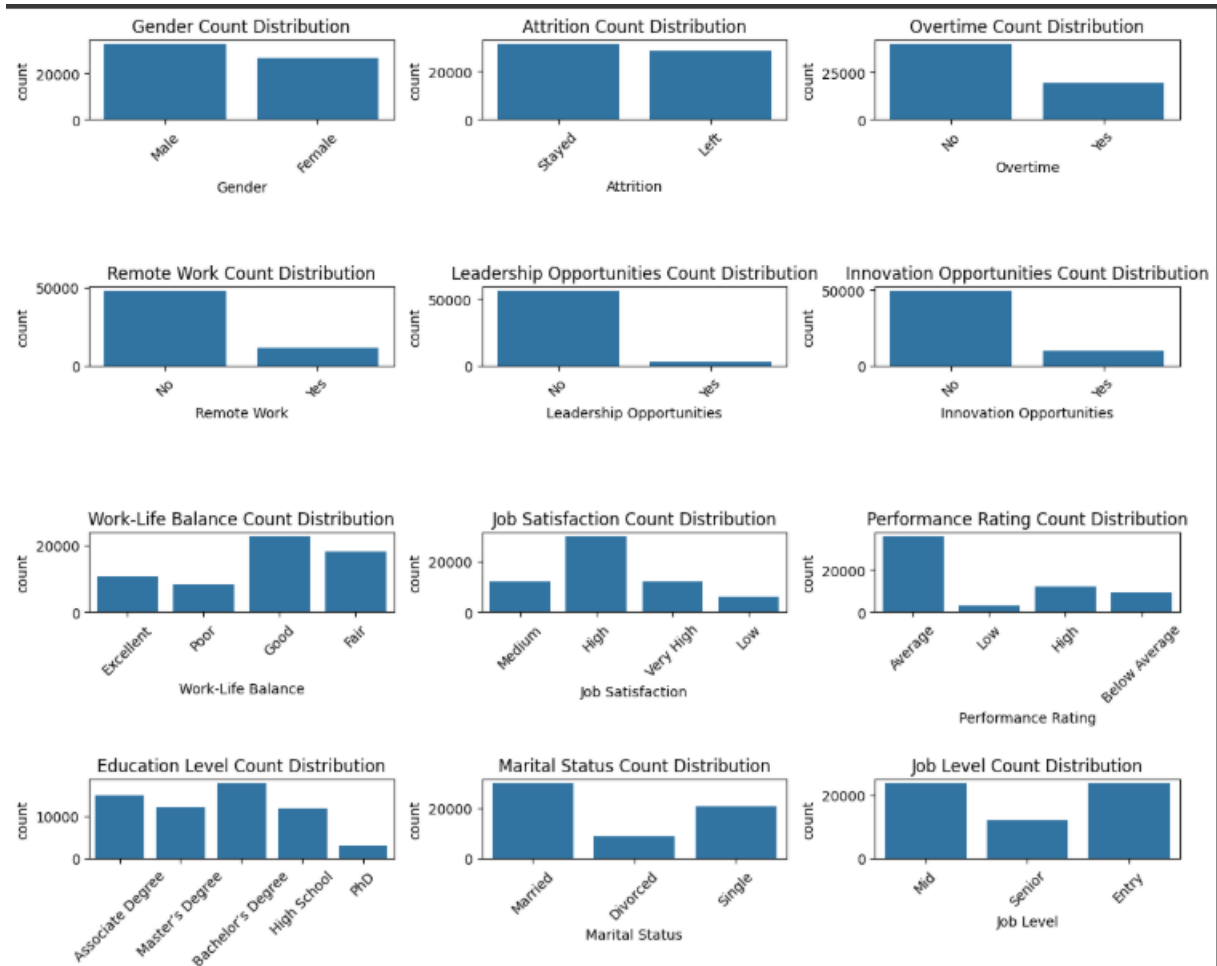 Gender Count Distribution
count
20000
0
Male
Female
Gender
Attrition Count Distribution
count
20000
0
Stayed
Left
Attrition
Overtime Count Distribution
count
25000
0
No
Yes
Overtime
Remote Work Count Distribution
count
50000
0
No
Yes
Remote Work
Leadership Opportunities Count Distribution
count
50000
0
No
Yes
Leadership Opportunities
Innovation Opportunities Count Distribution
count
50000
0
No
Yes
Innovation Opportunities
Work-Life Balance Count Distribution
count
20000
0
Excellent
Poor
Good
Fair
Work-Life Balance
Job Satisfaction Count Distribution
count
20000
0
Medium
High
Very High
Low
Job Satisfaction
Performance Rating Count Distribution
count
20000
0
Average
Low
High
Below Average
Performance Rating
Education Level Count Distribution
count
10000
0
Associate Degree
Master's Degree
Bachelor's Degree
High School
PhD
Marital Status Count Distribution
count
20000
0
Married
Divorced
Single
Marital Status
Job Level Count Distribution
count
20000
0
Mid
Senior
Entry
Job Level